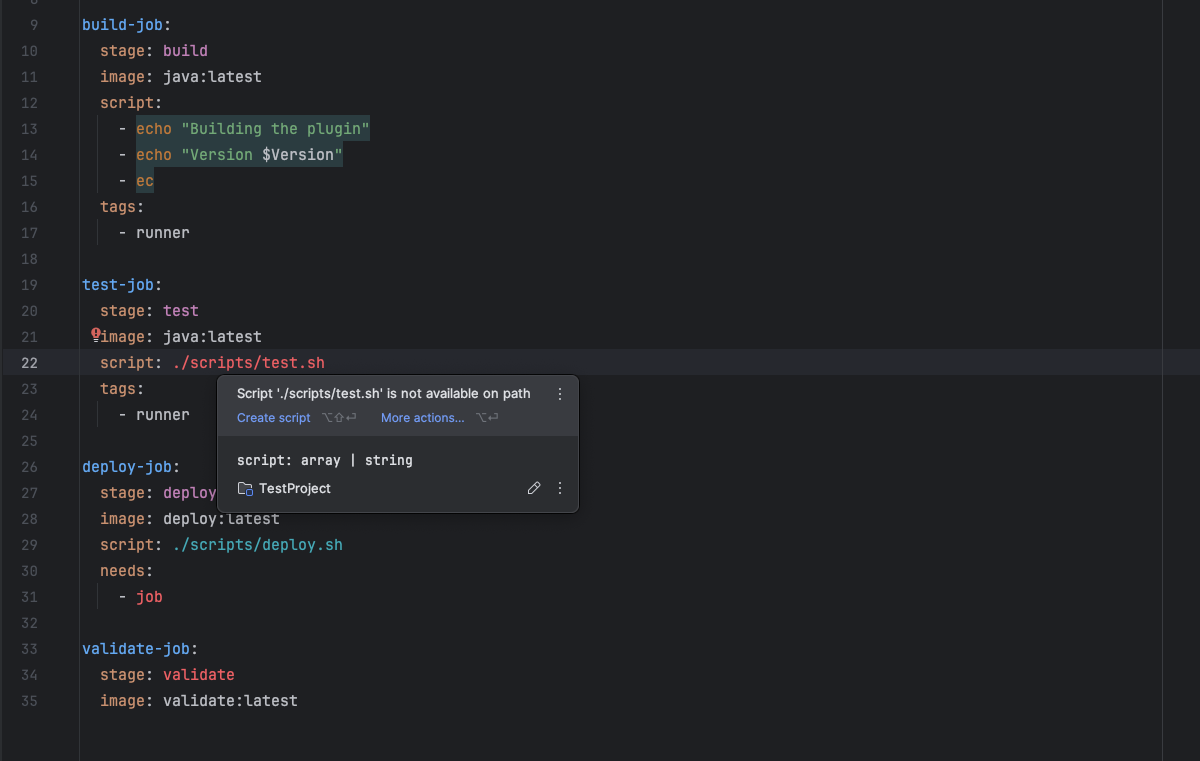 9 build-job:
10 stage: build
11 image: java:latest
12 script:
13 - echo "Building the plugin"
14 - echo "Version $Version"
15 - ec
16 tags:
17 - runner
18
19 test-job:
20 stage: test
21 image: java:latest
22 script: ./scripts/test.sh
23 tags:
24 - runner
Script './scripts/test.sh' is not available on path
Create script ⌥⇧⏎ More actions... ⌥⏎
script: array | string
TestProject
25
26 deploy-job:
27 stage: deploy
28 image: deploy:latest
29 script: ./scripts/deploy.sh
30 needs:
31 - job
32
33 validate-job:
34 stage: validate
35 image: validate:latest